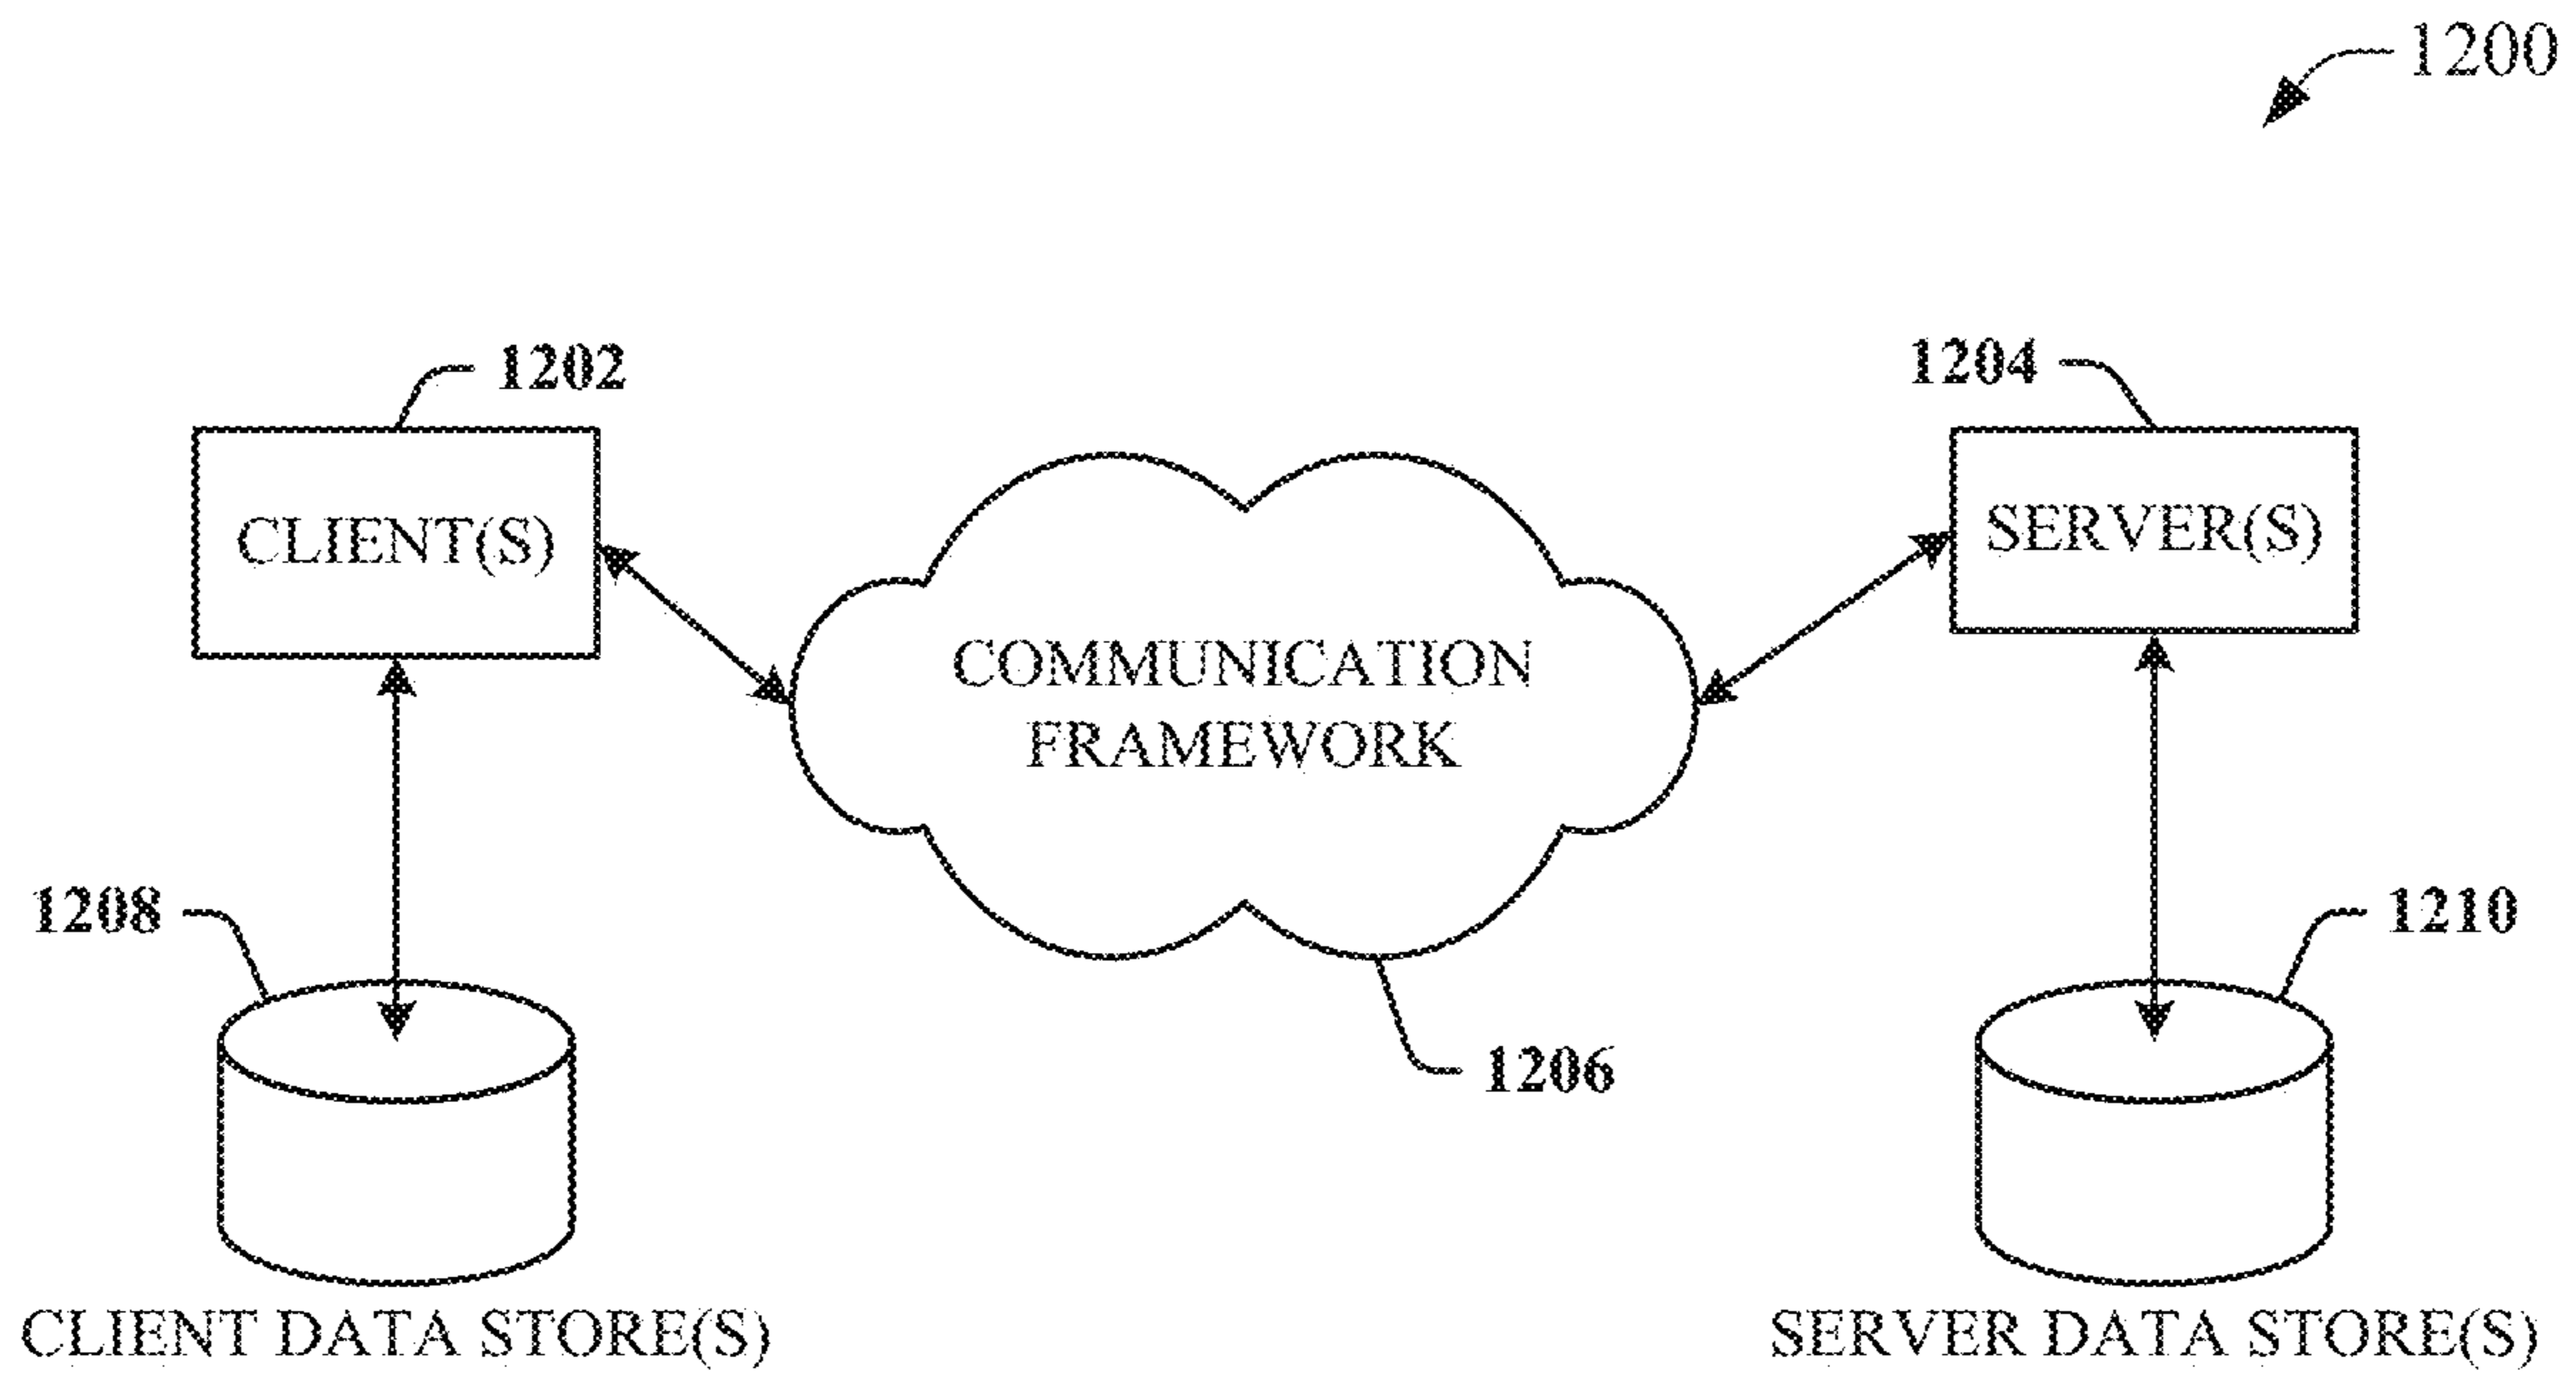 1200
1202
1204
CLIENT(S)
SERVER(S)
COMMUNICATION
FRAMEWORK
1208
1210
1206
CLIENT DATA STORE(S)
SERVER DATA STORE(S)